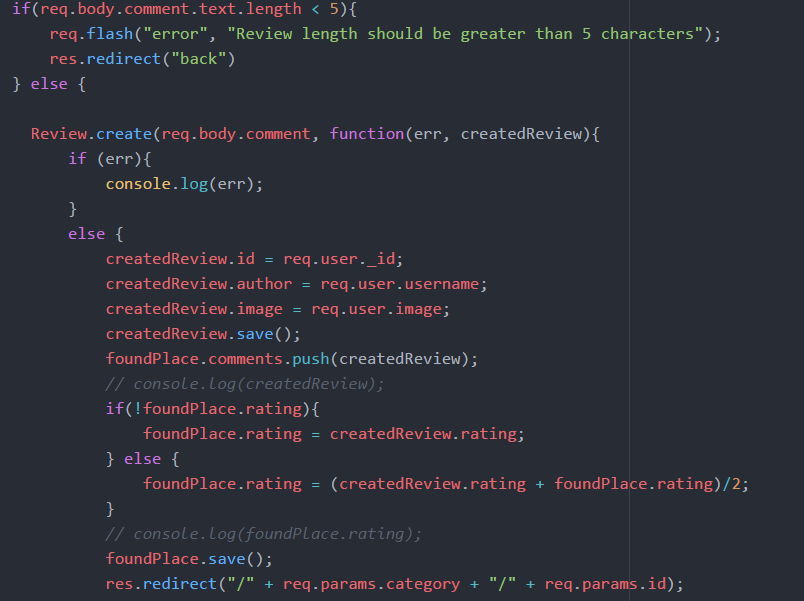 if(req.body.comment.text.length < 5){
req.flash("error", "Review length should be greater than 5 characters");
res.redirect("back")
} else {
Review.create(req.body.comment, function(err, createdReview){
if (err){
console.log(err);
}
else {
createdReview.id = req.user._id;
createdReview.author = req.user.username;
createdReview.image = req.user.image;
createdReview.save();
foundPlace.comments.push(createdReview);
// console.log(createdReview);
if(!foundPlace.rating){
foundPlace.rating = createdReview.rating;
} else {
foundPlace.rating = (createdReview.rating + foundPlace.rating)/2;
}
// console.log(foundPlace.rating);
foundPlace.save();
res.redirect("/" + req.params.category + "/" + req.params.id);